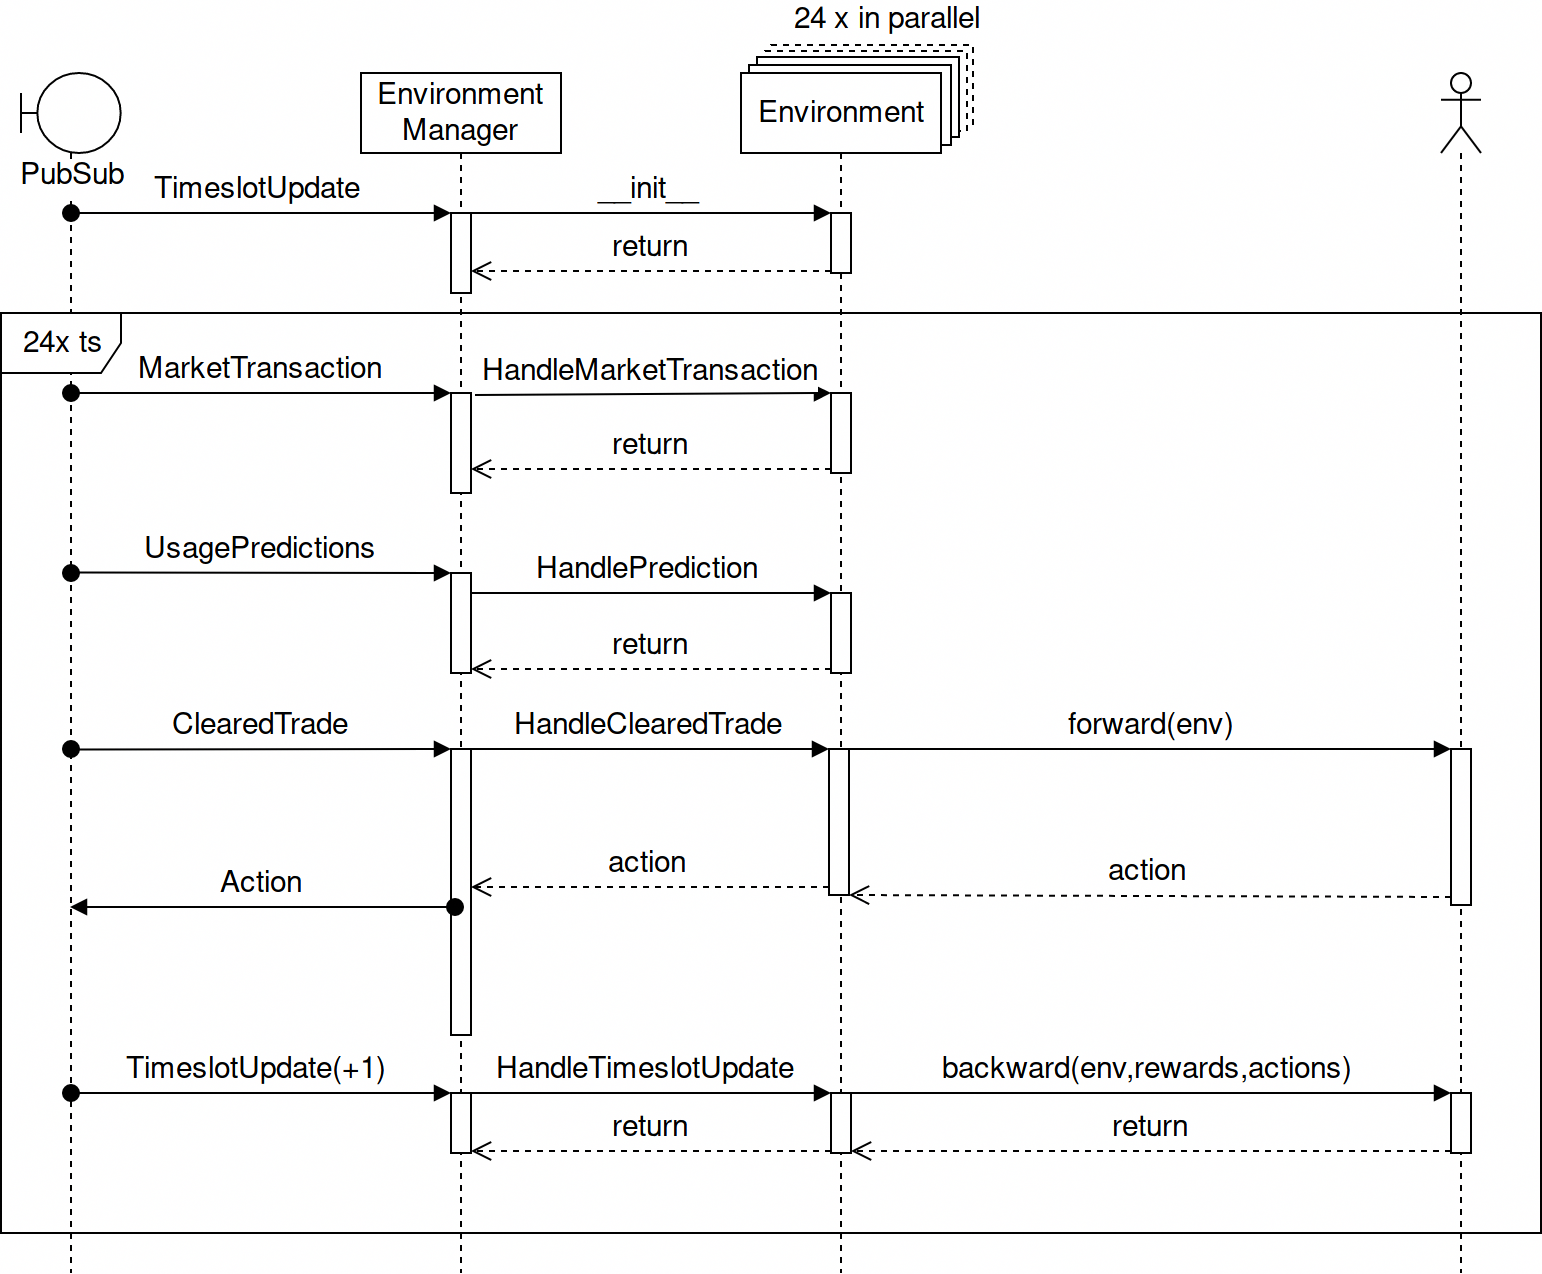 24 x in parallel
Environment
Manager
Environment
PubSub
TimeslotUpdate
__init__
return
24x ts
MarketTransaction
HandleMarketTransaction
return
UsagePredictions
HandlePrediction
return
ClearedTrade
HandleClearedTrade
forward(env)
action
action
Action
TimeslotUpdate(+1)
HandleTimeslotUpdate
backward(env,rewards,actions)
return
return